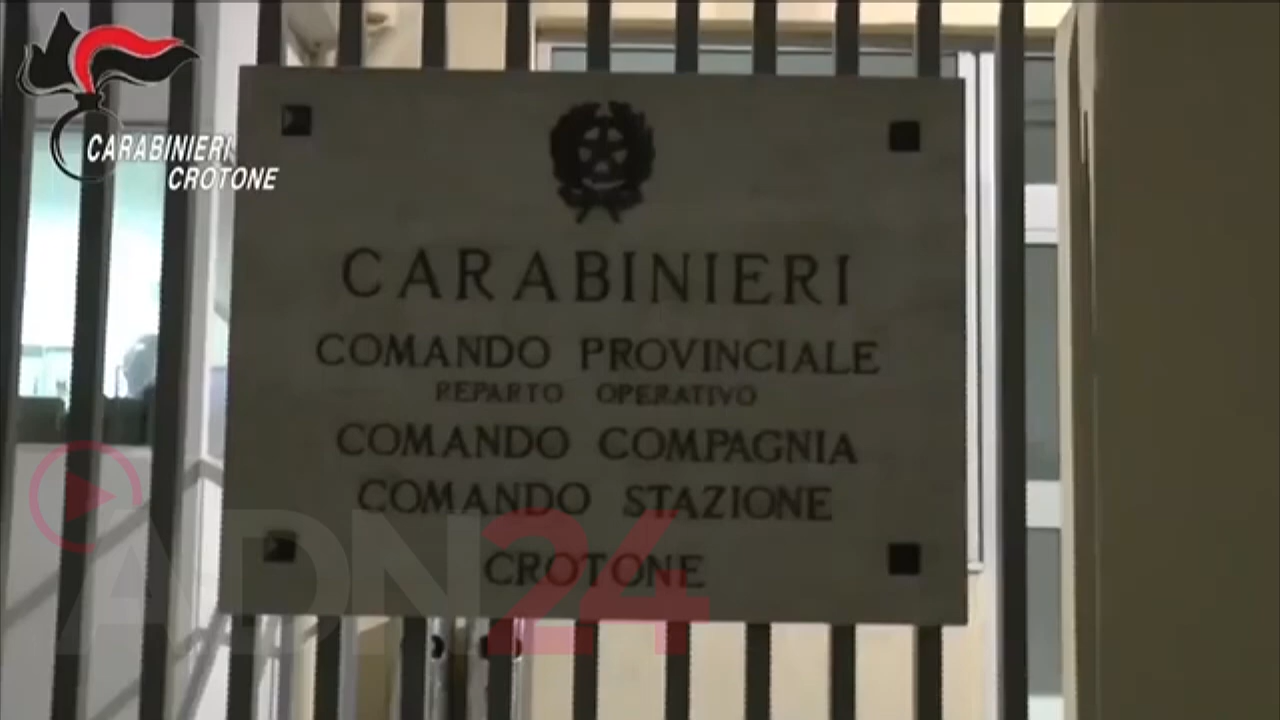 CARABINIERI
CROTONE
CARABINIERI
COMANDO PROVINCIALE
REPARTO OPERATIVO
COMANDO COMPAGNIA
COMANDO STAZIONE
CROTONE
ADN24